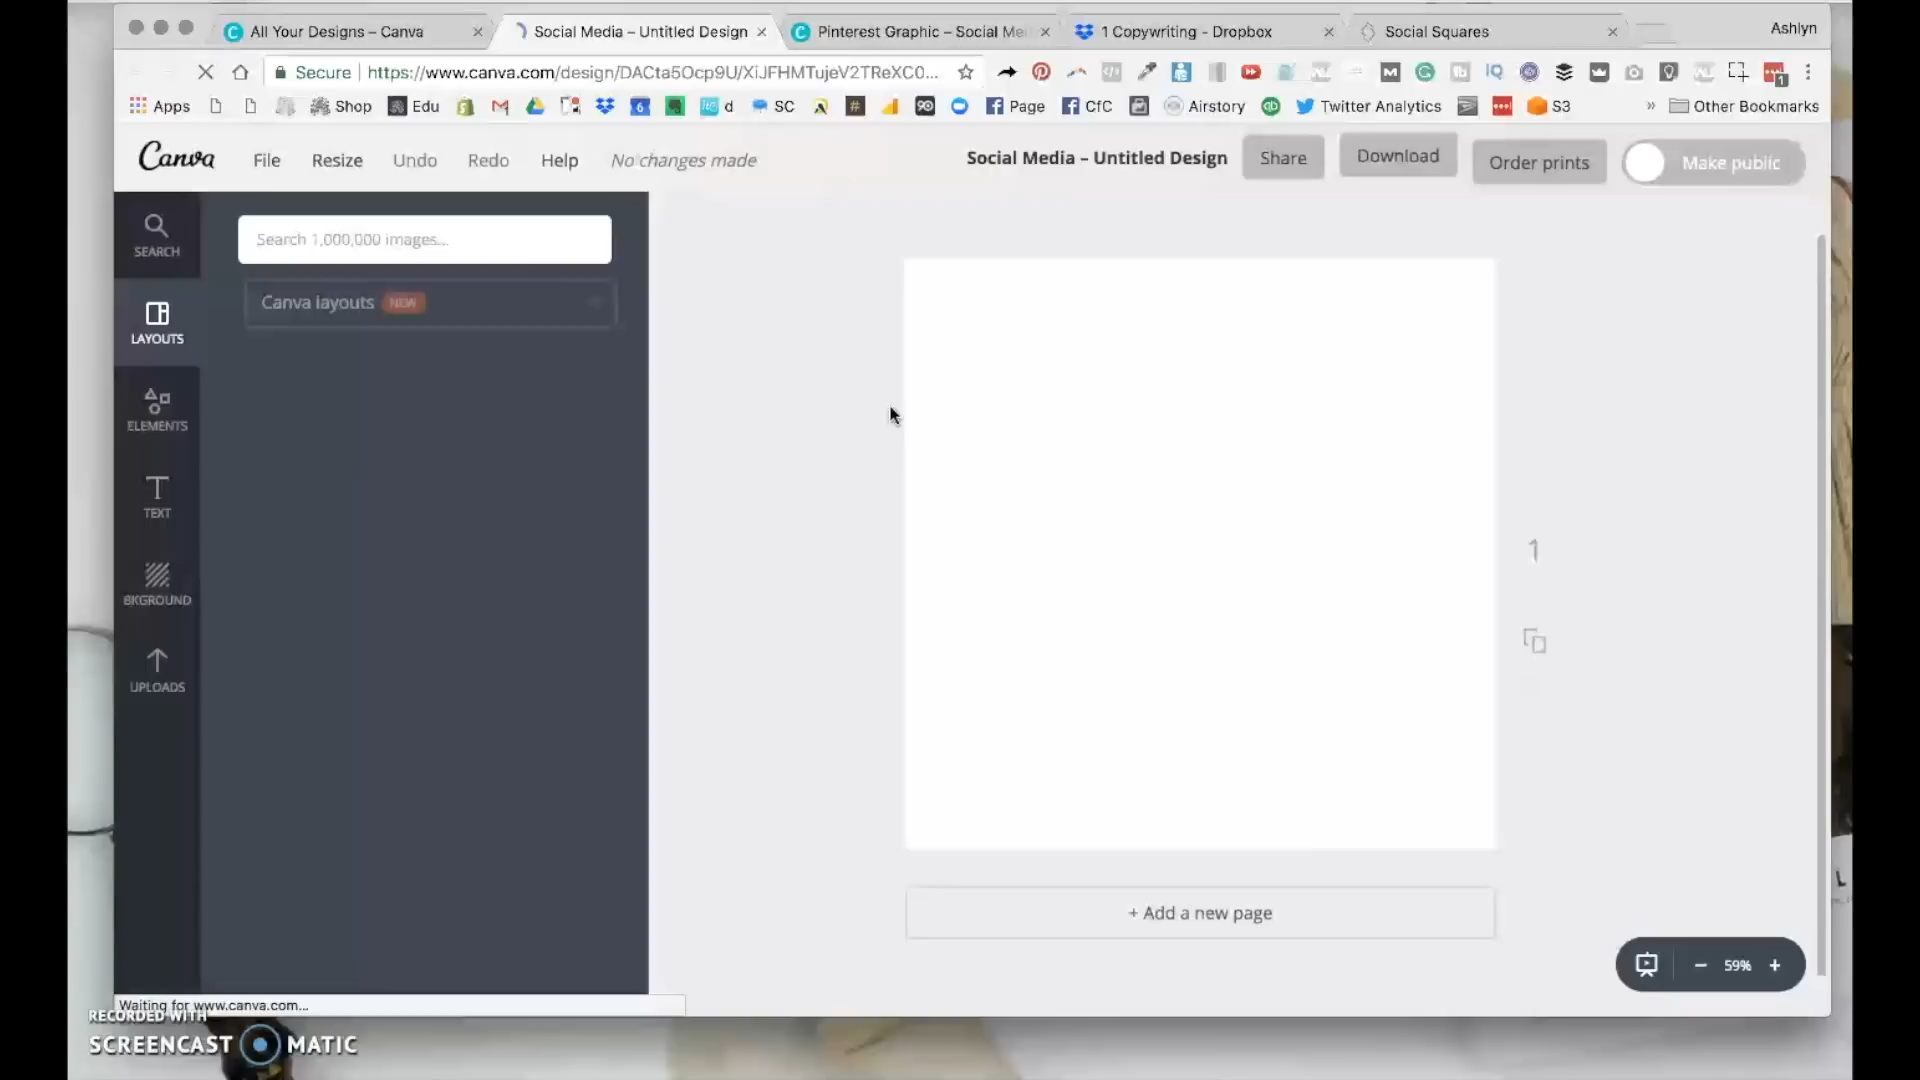 All Your Designs – Canva
Social Media – Untitled Design
Pinterest Graphic – Social Me
1 Copywriting - Dropbox
Social Squares
Ashlyn
Secure
https://www.canva.com/design/DACta5Ocp9U/XiJFHMTujeV2TReXC0...
Apps
Shop
Edu
d
SC
Page
CfC
Airstory
Twitter Analytics
S3
» Other Bookmarks
Canva
File
Resize
Undo
Redo
Help
No changes made
Social Media – Untitled Design
Share
Download
Order prints
Make public
SEARCH
Search 1,000,000 images...
Canva layouts NEW
LAYOUTS
ELEMENTS
TEXT
BKGROUND
UPLOADS
1
+ Add a new page
– 59% +
Waiting for www.canva.com...
RECORDED WITH
SCREENCAST MATIC